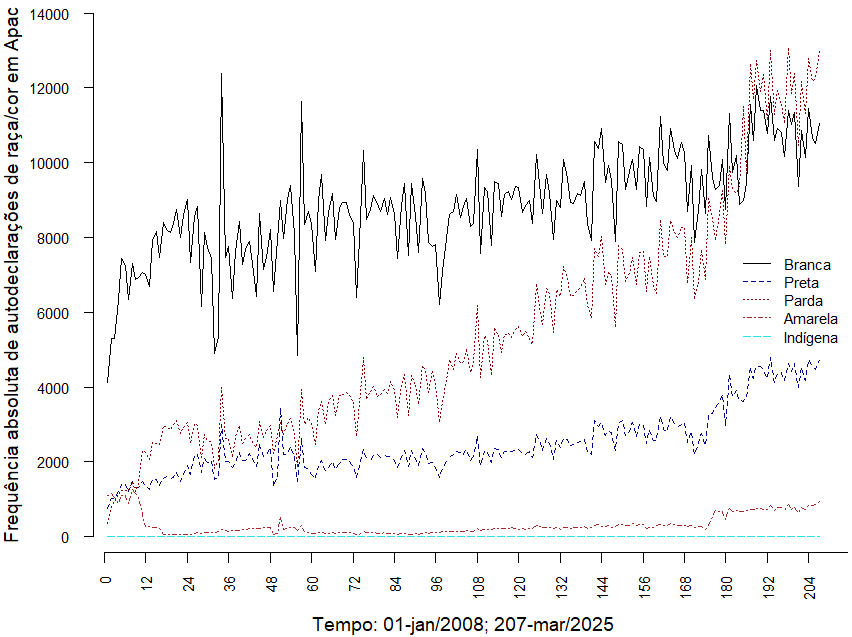 Frequência absoluta de autodeclarações de raça/cor em Apac
14000
12000
10000
8000
6000
4000
2000
0
Branca
Preta
Parda
Amarela
Indígena
0 12 24 36 48 60 72 84 96 108 120 132 144 156 168 180 192 204
Tempo: 01-jan/2008; 207-mar/2025